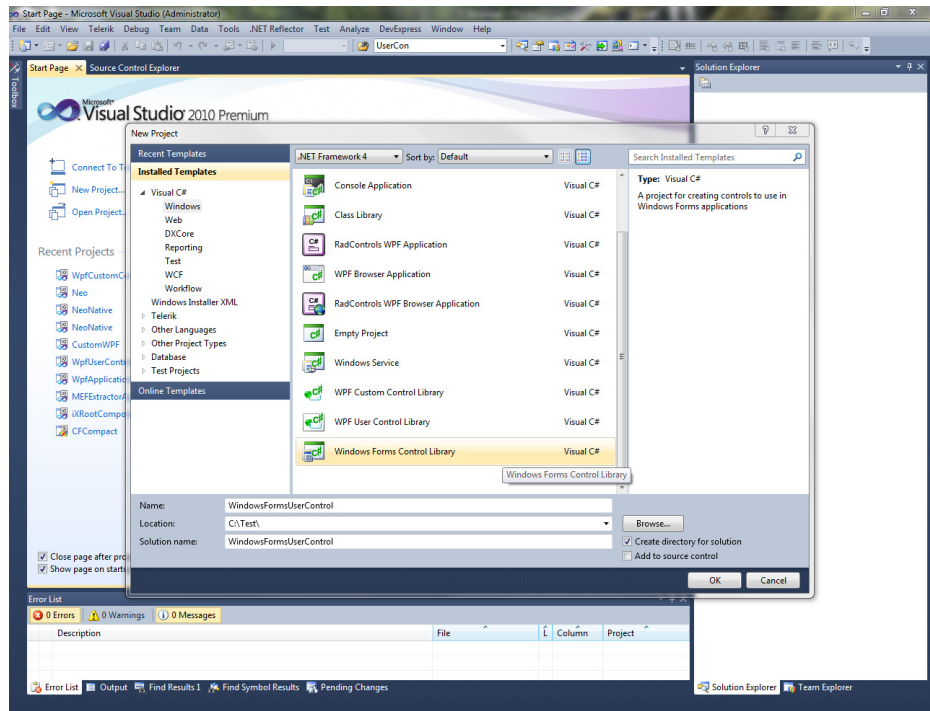 Start Page - Microsoft Visual Studio (Administrator)
File Edit View Telerik Debug Team Data Tools .NET Reflector Test Analyze DevExpress Window Help
UserCon
Toolbox
Start Page Source Control Explorer
Solution Explorer
Microsoft
Visual Studio 2010 Premium
Connect To T
New Project...
Open Project.
Recent Projects
WpfCustomC
Neo
NeoNative
NeoNative
CustomWPF
WpfUserCont
WpfApplicatio
MEFExtractorA
iXRootCompo
CFCompact
Close page after pro
Show page on startu
New Project
Recent Templates
Installed Templates
Visual C#
Windows
Web
DXCore
Reporting
Test
WCF
Workflow
Windows Installer XML
Telerik
Other Languages
Other Project Types
Database
Test Projects
Online Templates
.NET Framework 4 Sort by: Default
Search Installed Templates
Console Application Visual C#
Class Library Visual C#
RadControls WPF Application Visual C#
WPF Browser Application Visual C#
RadControls WPF Browser Application Visual C#
Empty Project Visual C#
Windows Service Visual C#
WPF Custom Control Library Visual C#
WPF User Control Library Visual C#
Windows Forms Control Library Visual C#
Windows Forms Control Library
Type: Visual C#
A project for creating controls to use in
Windows Forms applications
Name: WindowsFormsUserControl
Location: C:\Test\ Browse...
Solution name: WindowsFormsUserControl
Create directory for solution
Add to source control
OK Cancel
Error List
0 Errors 0 Warnings 0 Messages
Description File L Column Project
Error List Output Find Results 1 Find Symbol Results Pending Changes
Solution Explorer Team Explorer